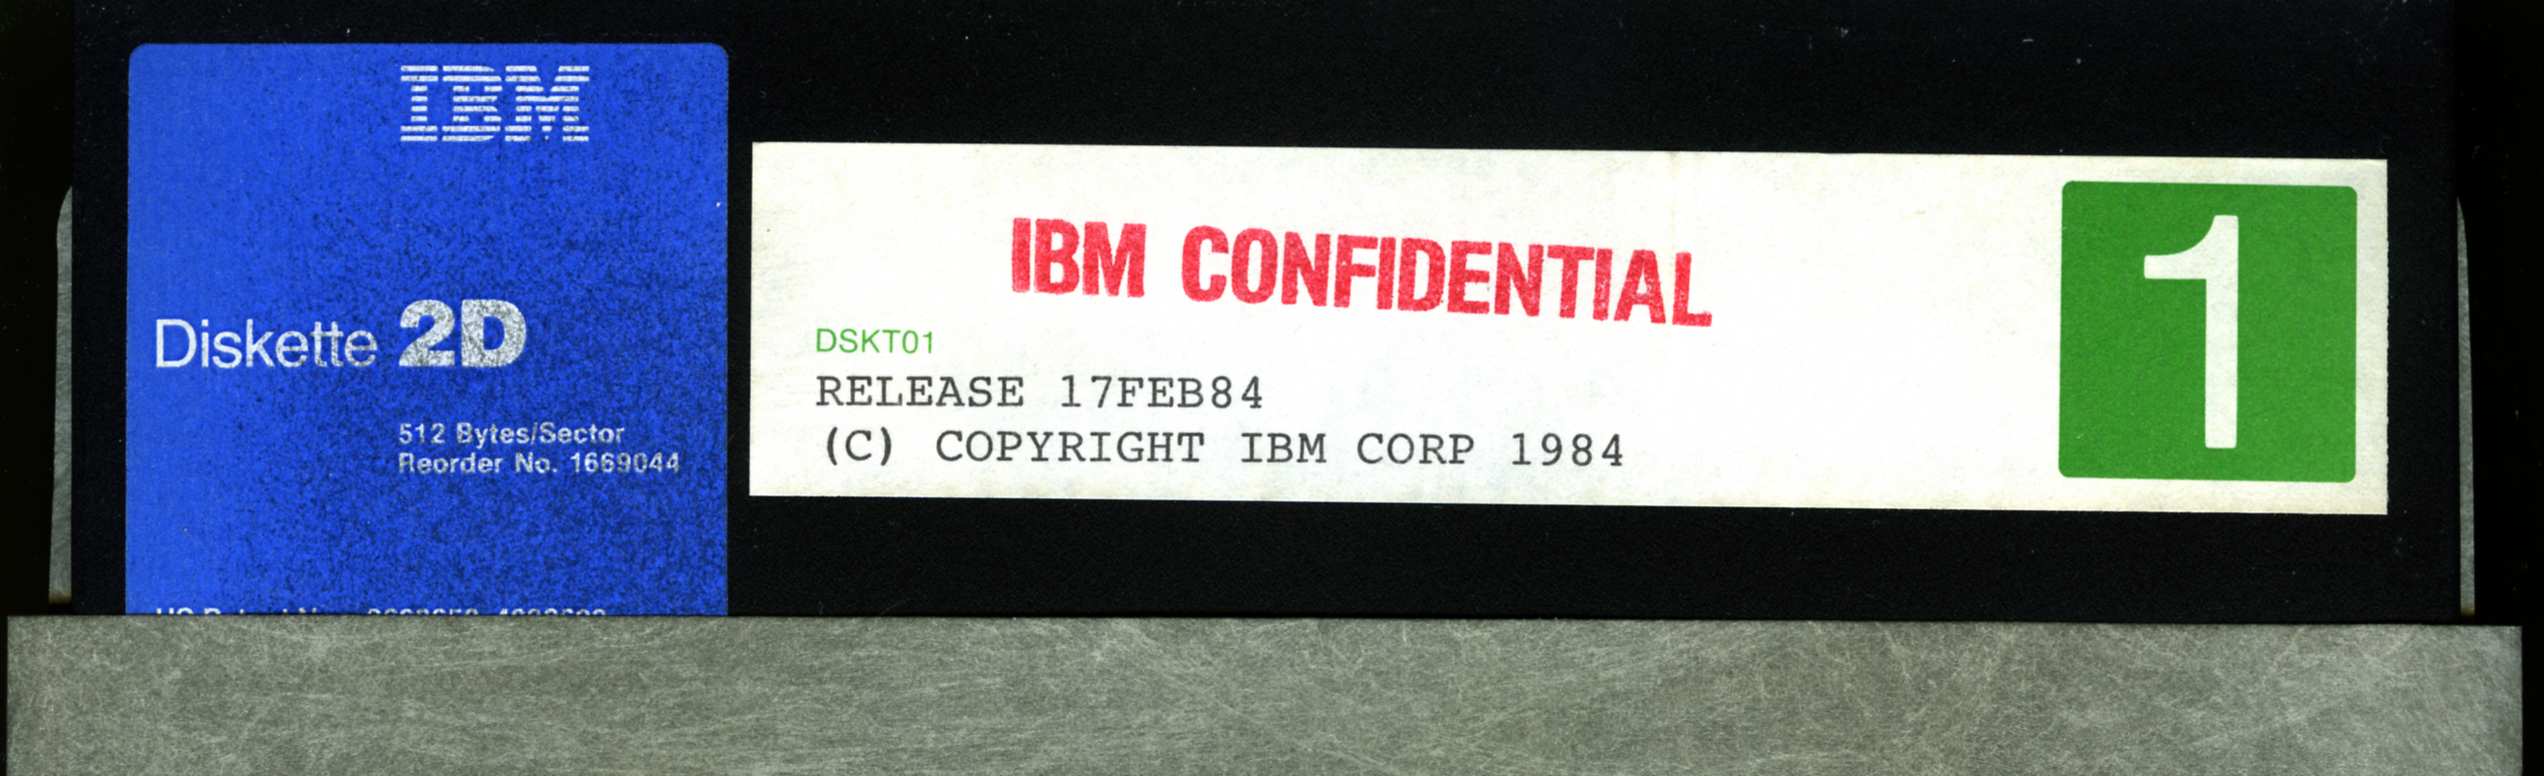 IBM
Diskette 2D
512 Bytes/Sector
Reorder No. 1669044
IBM CONFIDENTIAL
DSKT01
RELEASE 17FEB84
(C) COPYRIGHT IBM CORP 1984
1